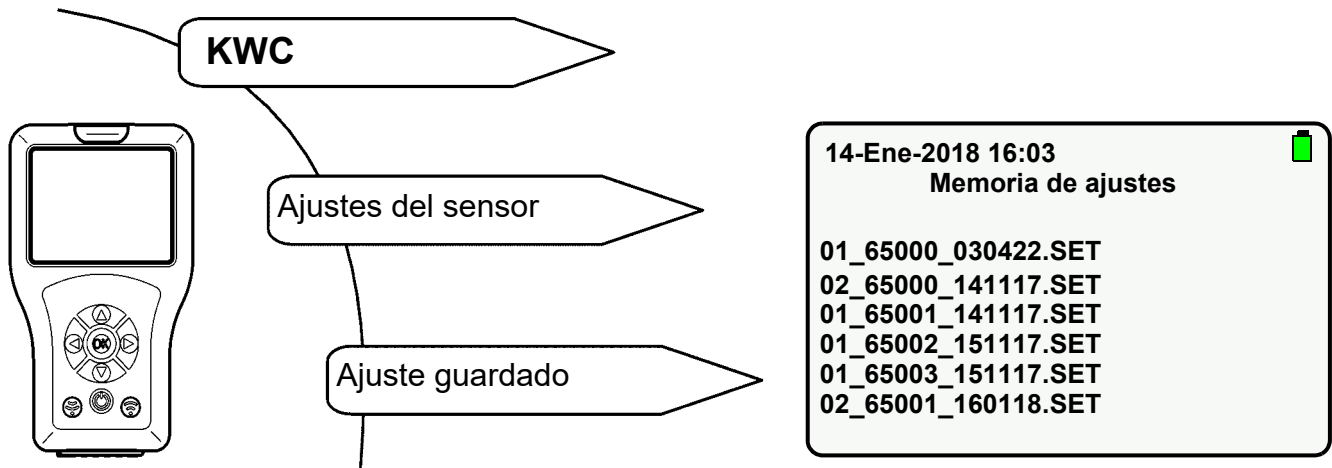 KWC
Ajustes del sensor
Ajuste guardado
OK
14-Ene-2018 16:03
Memoria de ajustes
01_65000_030422.SET
02_65000_141117.SET
01_65001_141117.SET
01_65002_151117.SET
01_65003_151117.SET
02_65001_160118.SET